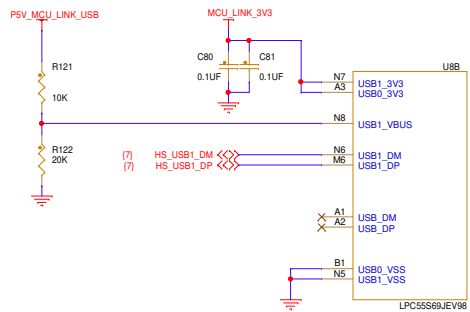 P5V_MCU_LINK_USB
MCU_LINK_3V3
R121
10K
C80
C81
0.1UF
0.1UF
U8B
N7
USB1_3V3
A3
USB0_3V3
N8
USB1_VBUS
R122
20K
{7}
HS_USB1_DM
N6
USB1_DM
{7}
HS_USB1_DP
M6
USB1_DP
A1
USB_DM
A2
USB_DP
B1
USB0_VSS
N5
USB1_VSS
LPC55S69JEV98